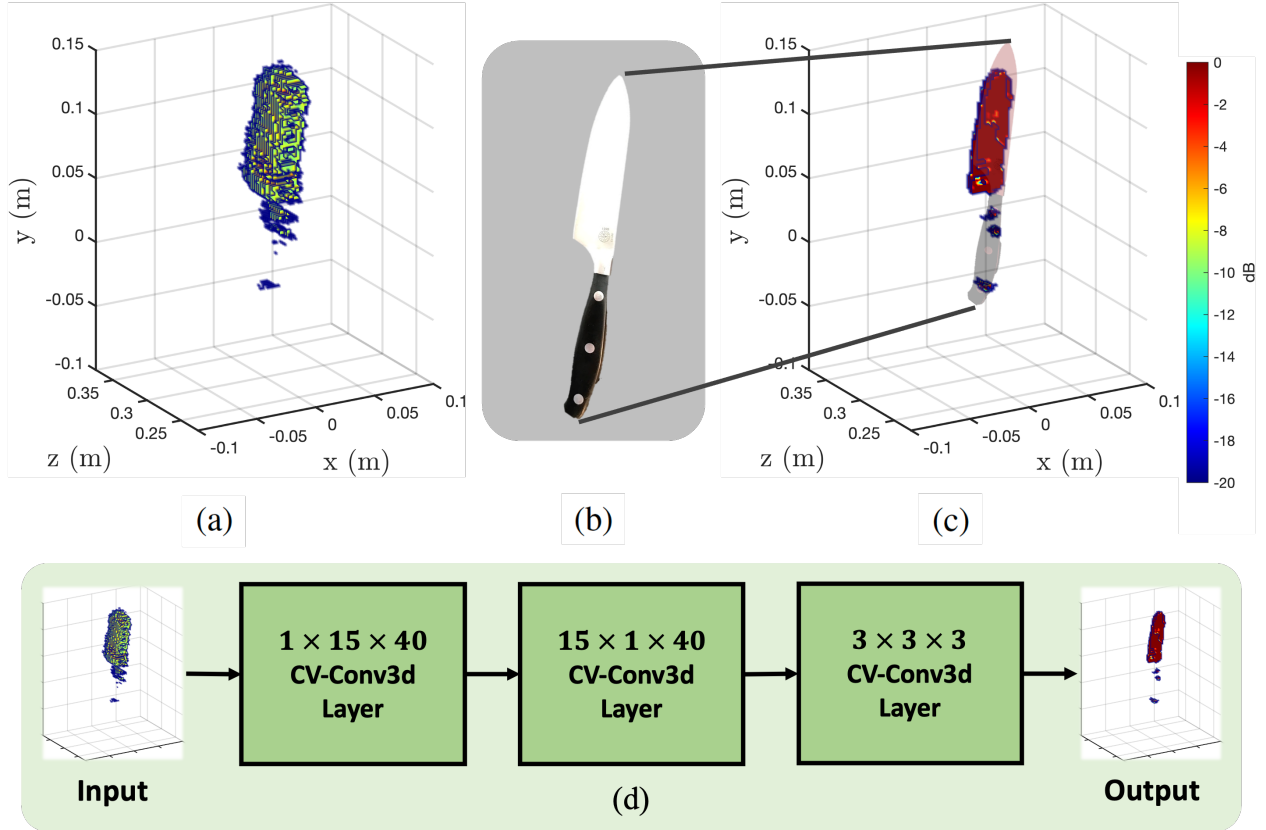 0.15
0.1
0.05
0
-0.05
-0.1
y (m)
0.35
0.3
0.25
z (m)
-0.1
-0.05
0
0.05
0.1
x (m)
0.15
0.1
0.05
0
-0.05
-0.1
y (m)
0.35
0.3
0.25
z (m)
-0.1
-0.05
0
0.05
0.1
x (m)
0
-2
-4
-6
-8
-10
-12
-14
-16
-18
-20
dB
(a)
(b)
(c)
1 × 15 × 40
CV-Conv3d
Layer
15 × 1 × 40
CV-Conv3d
Layer
3 × 3 × 3
CV-Conv3d
Layer
Input
Output
(d)